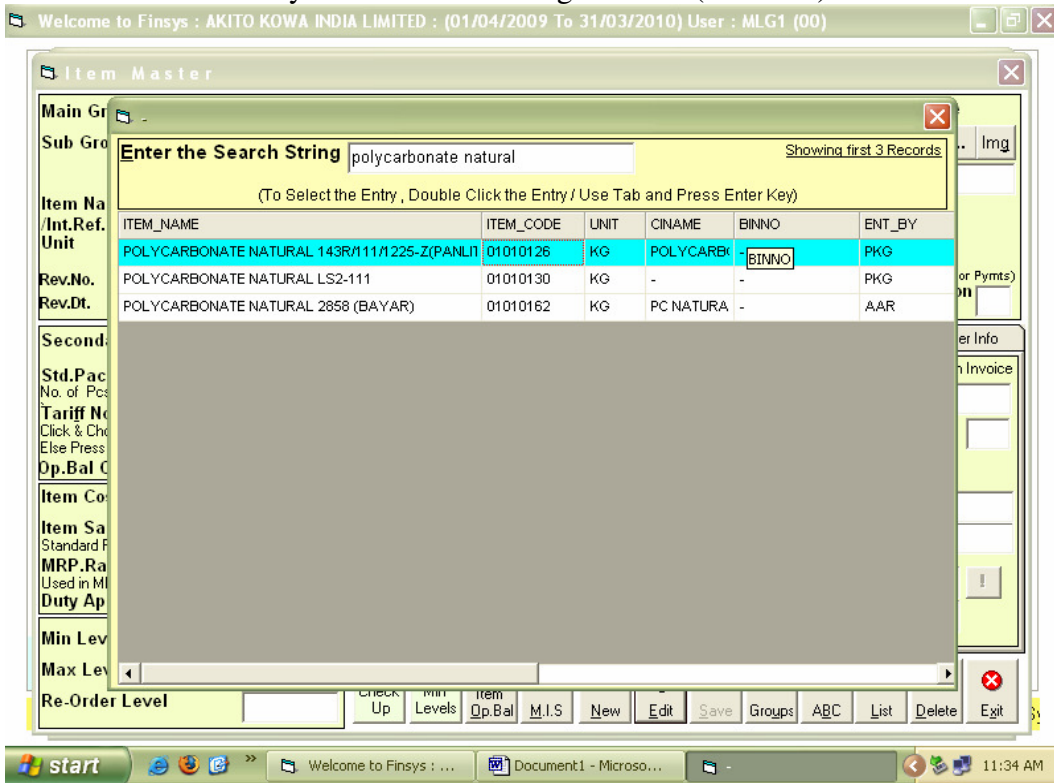 Welcome to Finsys : AKITO KOWA INDIA LIMITED : (01/04/2009 To 31/03/2010) User : MLG1 (00)
Item Master
Main Gr
Sub Gro
.. Img
-
Enter the Search String polycarbonate natural Showing first 3 Records
(To Select the Entry , Double Click the Entry / Use Tab and Press Enter Key)
Item Na
/Int.Ref.
Unit
ITEM_NAME ITEM_CODE UNIT CINAME BINNO ENT_BY
POLYCARBONATE NATURAL 143R/111/1225-Z(PANLIT 01010126 KG POLYCARB - PKG
BINNO
POLYCARBONATE NATURAL LS2-111 01010130 KG - - PKG
POLYCARBONATE NATURAL 2858 (BAYAR) 01010162 KG PC NATURA - AAR
Rev.No. or Pymts)
Rev.Dt. on
Second er Info
Std.Pac n Invoice
No. of Pcs
Tariff No
Click & Cho
Else Press
Op.Bal
Item Co
Item Sa
Standard
MRP.Ra
Used in
Duty Ap
!
Min Lev
Max Lev
Re-Order Level
Check Up Min Levels Item Op.Bal M.I.S New Edit Save Groups ABC List Delete Exit
start » Welcome to Finsys : ... Document1 - Microso... - 11:34 AM